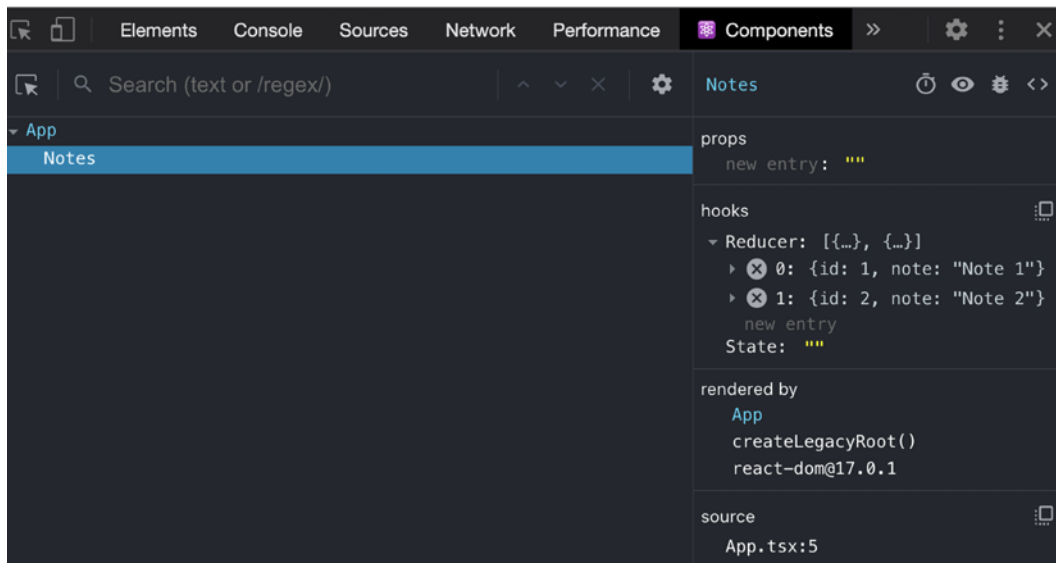 Elements Console Sources Network Performance Components »
Search (text or /regex/)
App
Notes
Notes
props
new entry: ""
hooks
Reducer: [{…}, {…}]
0: {id: 1, note: "Note 1"}
1: {id: 2, note: "Note 2"}
new entry
State: ""
rendered by
App
createLegacyRoot()
react-dom@17.0.1
source
App.tsx:5